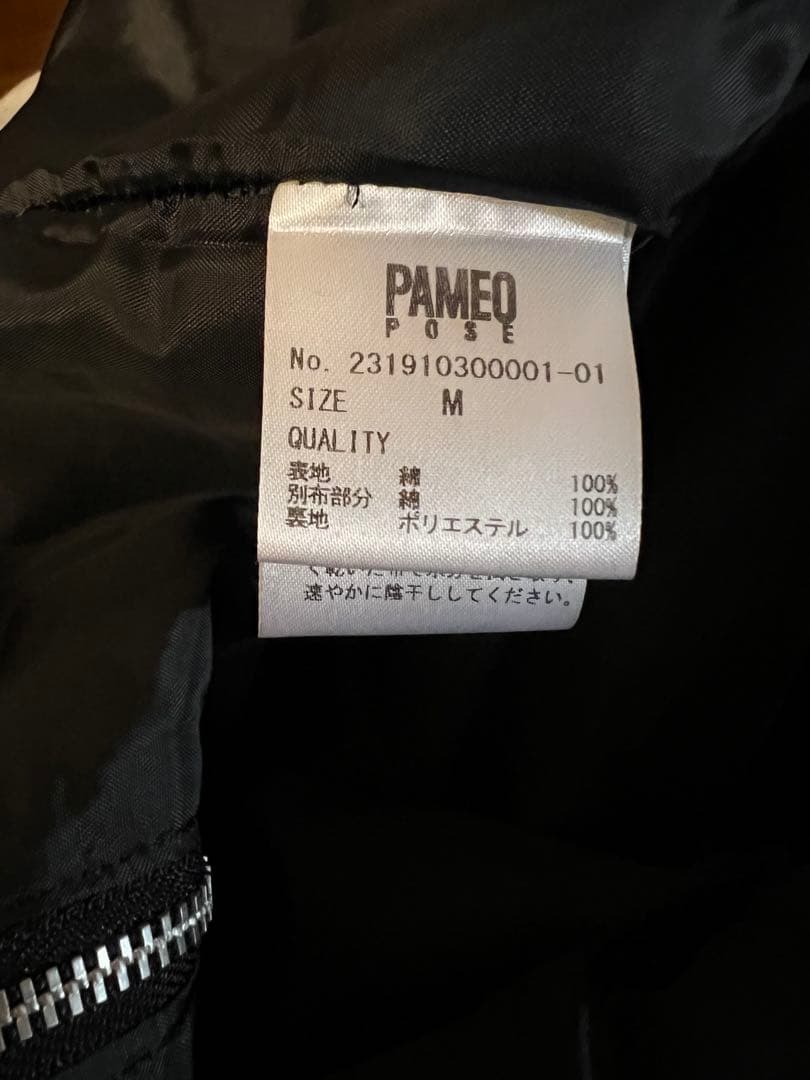 PAMEO
POSE
No. 231910300001-01
SIZE M
QUALITY
表地 綿 100%
別布部分 綿 100%
裏地 ポリエステル 100%
速やかに陰干ししてください。